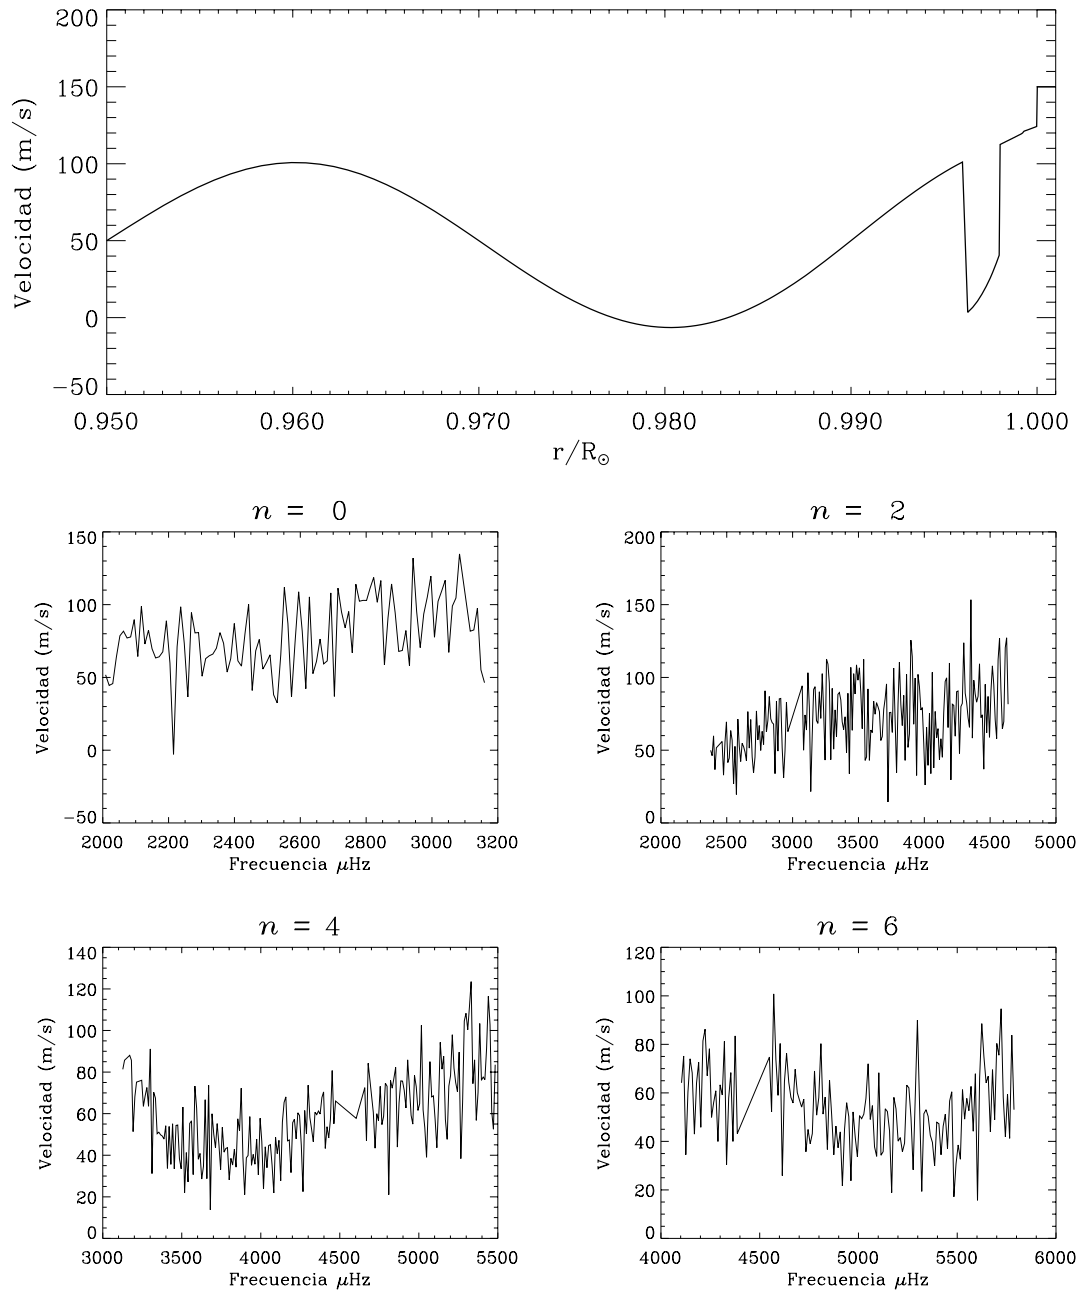 200
150
100
50
0
−50
Velocidad (m/s)
0.950 0.960 0.970 0.980 0.990 1.000
r/R⊙
n = 0
150
100
50
0
−50
Velocidad (m/s)
2000 2200 2400 2600 2800 3000 3200
Frecuencia μHz
n = 2
200
150
100
50
0
Velocidad (m/s)
2000 2500 3000 3500 4000 4500 5000
Frecuencia μHz
n = 4
140
120
100
80
60
40
20
0
Velocidad (m/s)
3000 3500 4000 4500 5000 5500
Frecuencia μHz
n = 6
120
100
80
60
40
20
0
Velocidad (m/s)
4000 4500 5000 5500 6000
Frecuencia μHz